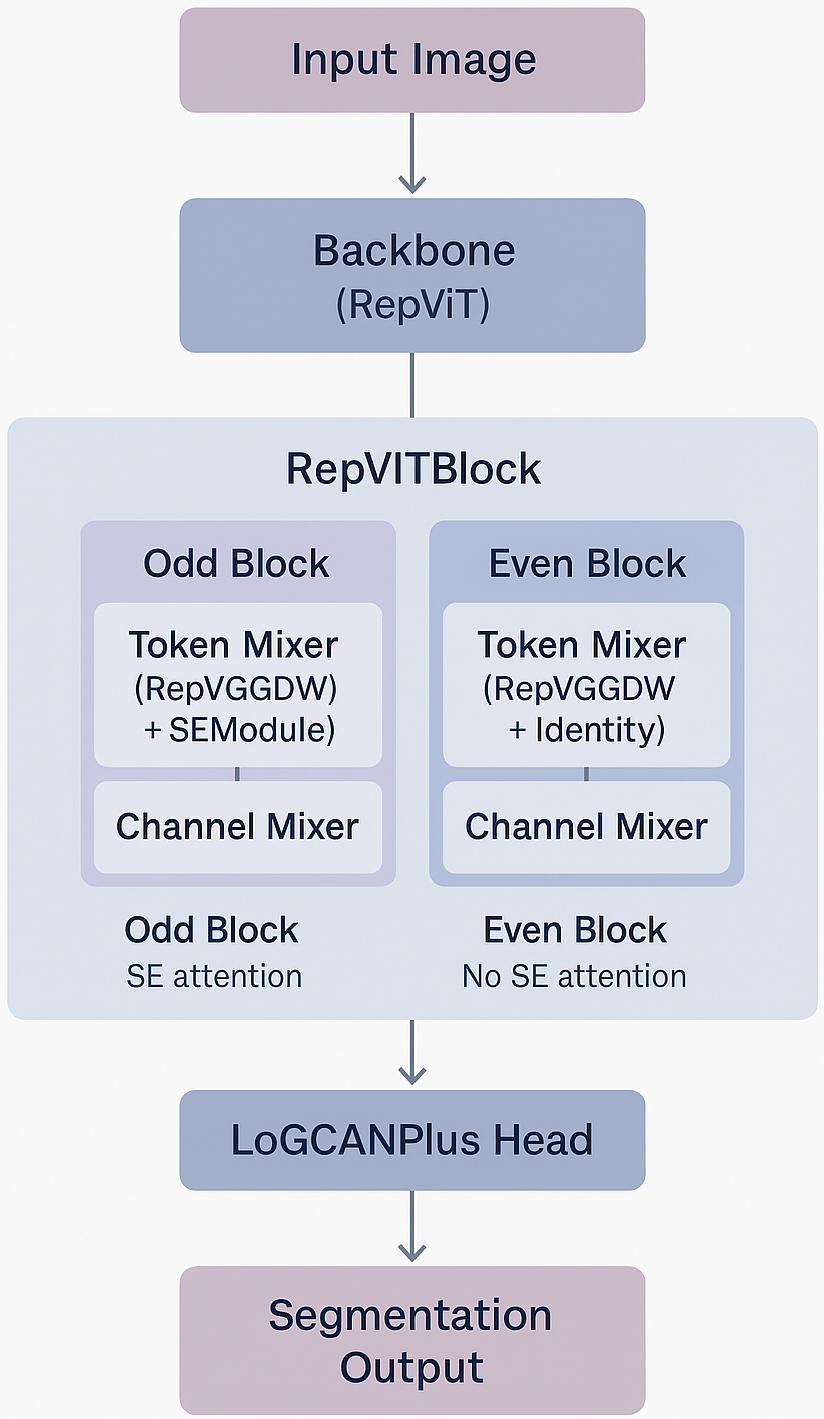 Input Image
Backbone
(RepViT)
RepVITBlock
Odd Block
Token Mixer
(RepVGGDW)
+ SEModule)
Channel Mixer
Even Block
Token Mixer
(RepVGGDW
+ Identity)
Channel Mixer
Odd Block
SE attention
Even Block
No SE attention
LoGCANPlus Head
Segmentation
Output